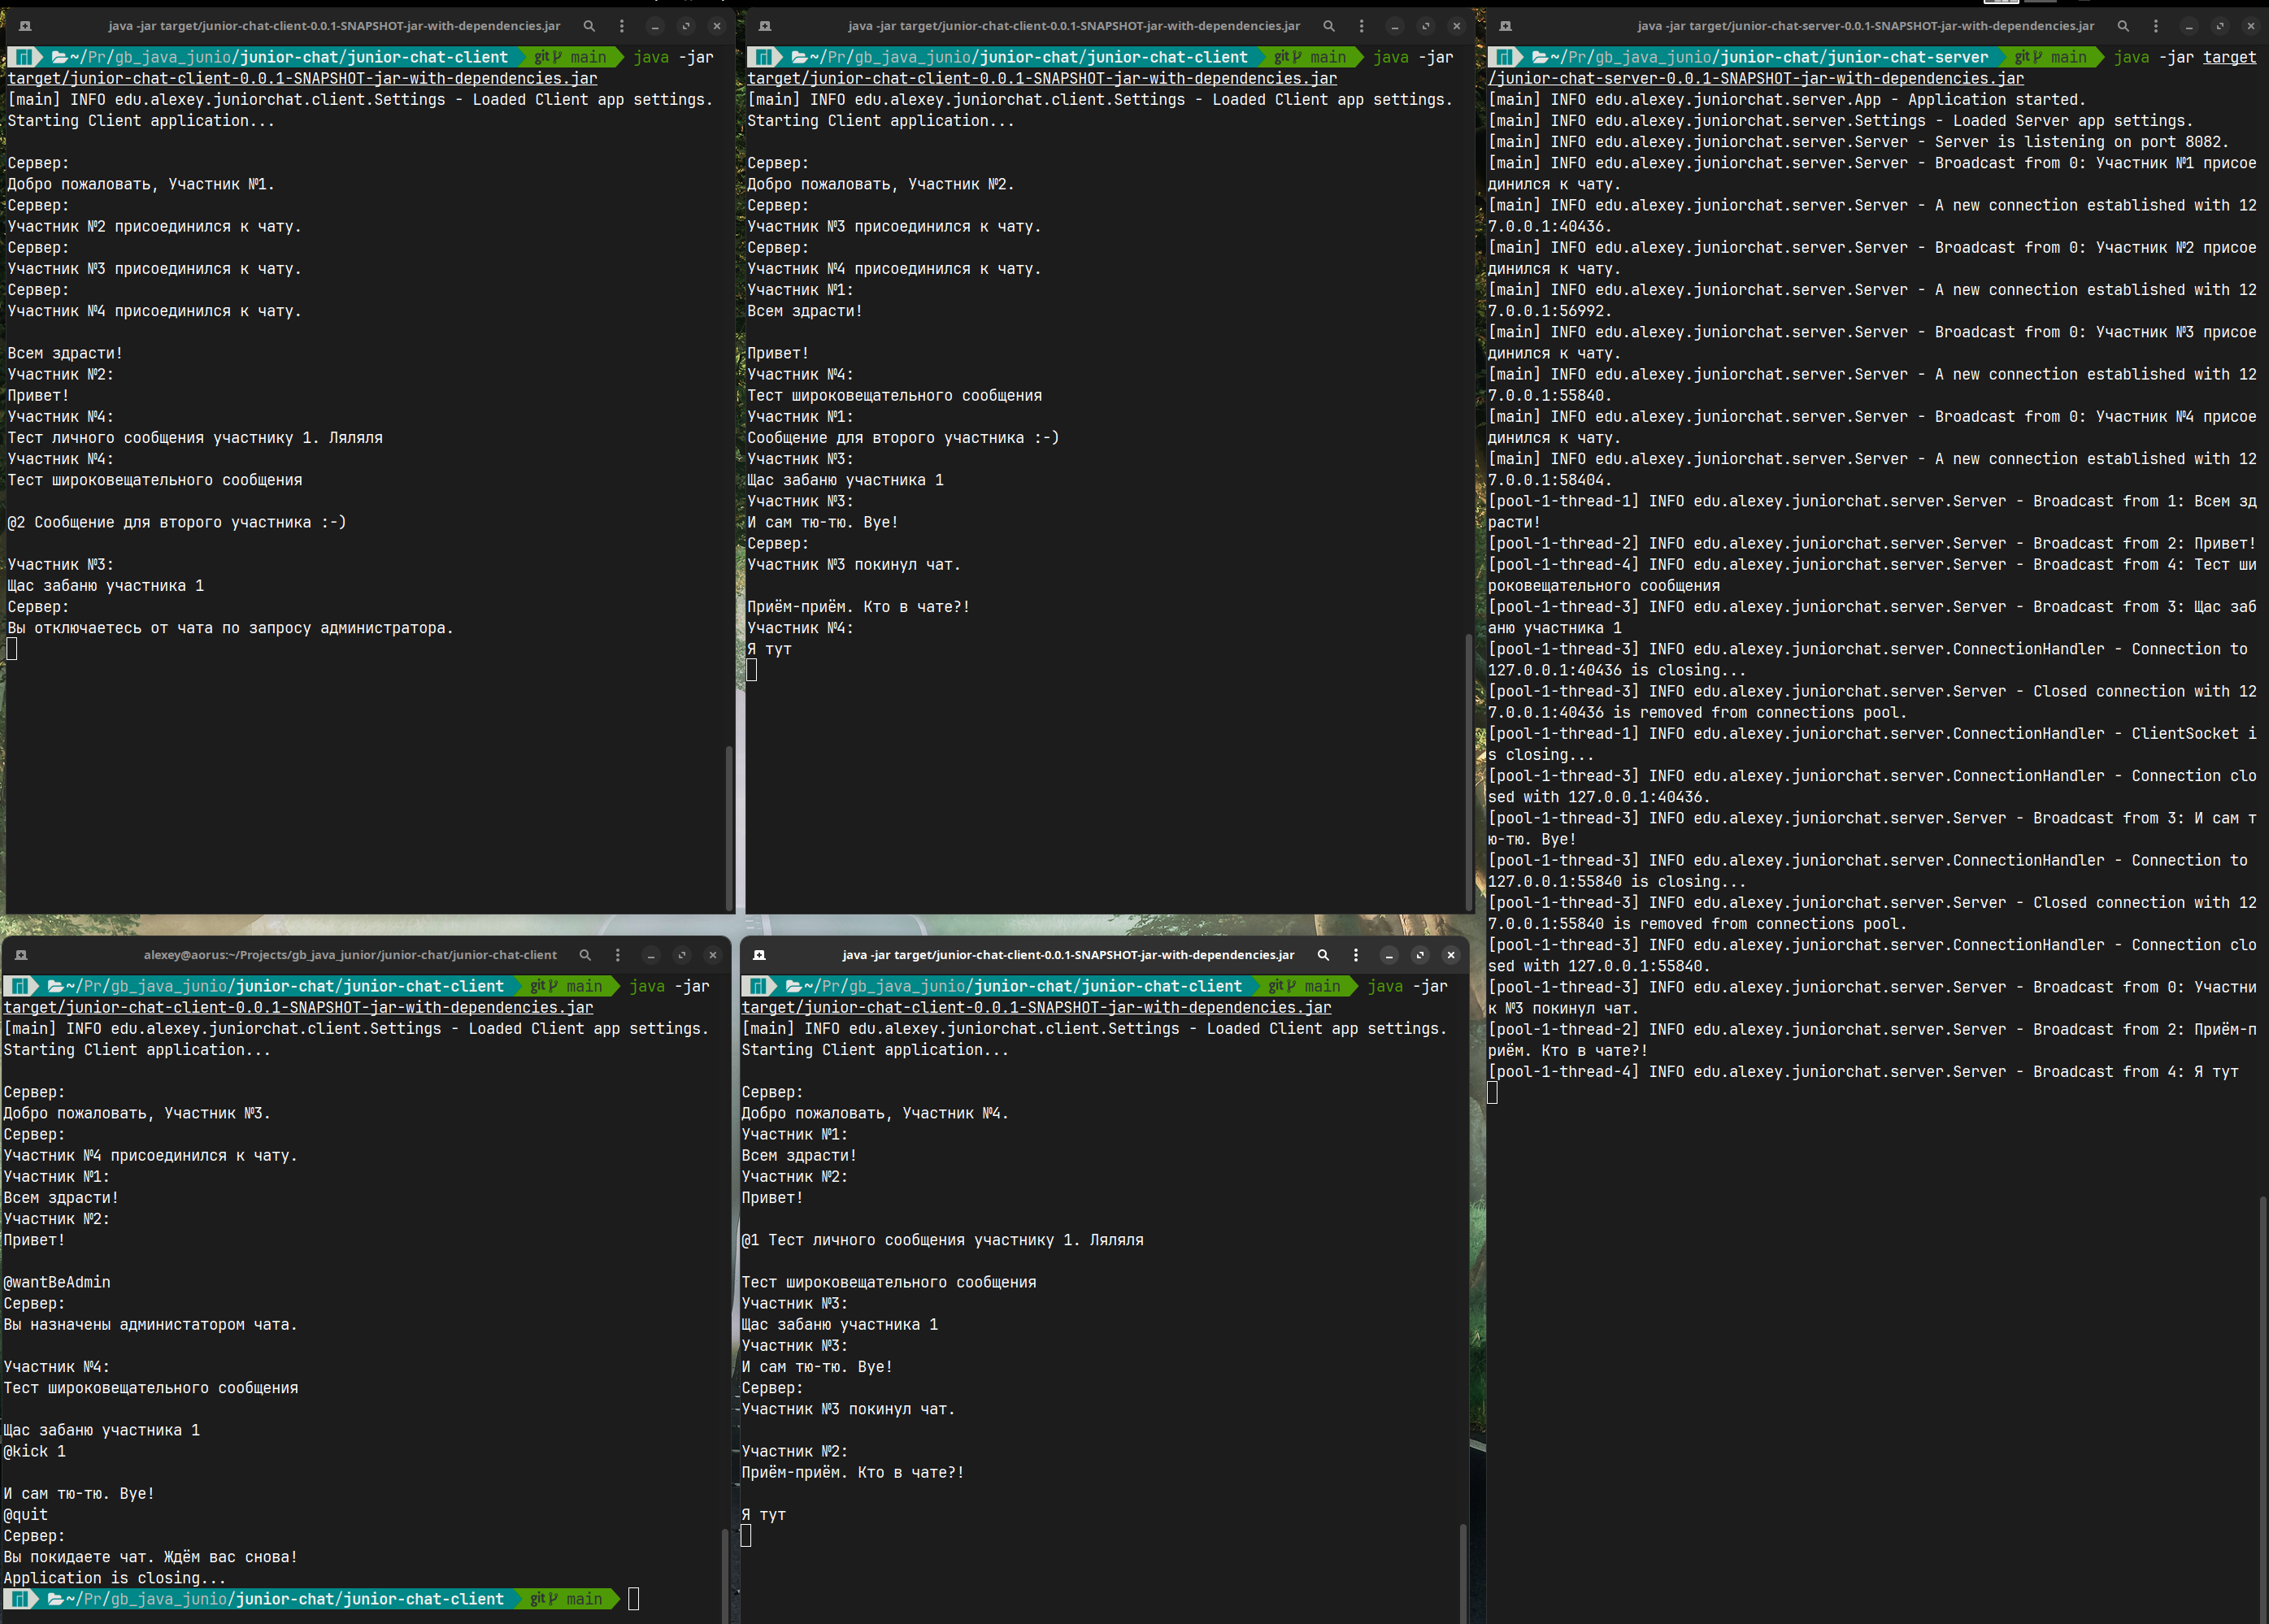 java -jar target/junior-chat-client-0.0.1-SNAPSHOT-jar-with-dependencies.jar
~/Pr/gb_java_junio/junior-chat/junior-chat-client git main java -jar
target/junior-chat-client-0.0.1-SNAPSHOT-jar-with-dependencies.jar
[main] INFO edu.alexey.juniorchat.client.Settings - Loaded Client app settings.
Starting Client application...
Сервер:
Добро пожаловать, Участник №1.
Сервер:
Участник №2 присоединился к чату.
Сервер:
Участник №3 присоединился к чату.
Сервер:
Участник №4 присоединился к чату.
Всем здрасти!
Участник №2:
Привет!
Участник №4:
Тест личного сообщения участнику 1. Ляляля
Участник №4:
Тест широковещательного сообщения
@2 Сообщение для второго участника :-)
Участник №3:
Щас забаню участника 1
Сервер:
Вы отключаетесь от чата по запросу администратора.
java -jar target/junior-chat-client-0.0.1-SNAPSHOT-jar-with-dependencies.jar
~/Pr/gb_java_junio/junior-chat/junior-chat-client git main java -jar
target/junior-chat-client-0.0.1-SNAPSHOT-jar-with-dependencies.jar
[main] INFO edu.alexey.juniorchat.client.Settings - Loaded Client app settings.
Starting Client application...
Сервер:
Добро пожаловать, Участник №2.
Сервер:
Участник №3 присоединился к чату.
Сервер:
Участник №4 присоединился к чату.
Участник №1:
Всем здрасти!
Привет!
Участник №4:
Тест широковещательного сообщения
Участник №1:
Сообщение для второго участника :-)
Участник №3:
Щас забаню участника 1
Участник №3:
И сам тю-тю. Bye!
Сервер:
Участник №3 покинул чат.
Приём-приём. Кто в чате?!
Участник №4:
Я тут
java -jar target/junior-chat-server-0.0.1-SNAPSHOT-jar-with-dependencies.jar
~/Pr/gb_java_junio/junior-chat/junior-chat-server git main java -jar target
/junior-chat-server-0.0.1-SNAPSHOT-jar-with-dependencies.jar
[main] INFO edu.alexey.juniorchat.server.App - Application started.
[main] INFO edu.alexey.juniorchat.server.Settings - Loaded Server app settings.
[main] INFO edu.alexey.juniorchat.server.Server - Server is listening on port 8082.
[main] INFO edu.alexey.juniorchat.server.Server - Broadcast from 0: Участник №1 присое
динился к чату.
[main] INFO edu.alexey.juniorchat.server.Server - A new connection established with 12
7.0.0.1:40436.
[main] INFO edu.alexey.juniorchat.server.Server - Broadcast from 0: Участник №2 присое
динился к чату.
[main] INFO edu.alexey.juniorchat.server.Server - A new connection established with 12
7.0.0.1:56992.
[main] INFO edu.alexey.juniorchat.server.Server - Broadcast from 0: Участник №3 присое
динился к чату.
[main] INFO edu.alexey.juniorchat.server.Server - A new connection established with 12
7.0.0.1:55840.
[main] INFO edu.alexey.juniorchat.server.Server - Broadcast from 0: Участник №4 присое
динился к чату.
[main] INFO edu.alexey.juniorchat.server.Server - A new connection established with 12
7.0.0.1:58404.
[pool-1-thread-1] INFO edu.alexey.juniorchat.server.Server - Broadcast from 1: Всем зд
расти!
[pool-1-thread-2] INFO edu.alexey.juniorchat.server.Server - Broadcast from 2: Привет!
[pool-1-thread-4] INFO edu.alexey.juniorchat.server.Server - Broadcast from 4: Тест ши
роковещательного сообщения
[pool-1-thread-3] INFO edu.alexey.juniorchat.server.Server - Broadcast from 3: Щас заб
аню участника 1
[pool-1-thread-3] INFO edu.alexey.juniorchat.server.ConnectionHandler - Connection to
127.0.0.1:40436 is closing...
[pool-1-thread-3] INFO edu.alexey.juniorchat.server.Server - Closed connection with 12
7.0.0.1:40436 is removed from connections pool.
[pool-1-thread-1] INFO edu.alexey.juniorchat.server.ConnectionHandler - ClientSocket i
s closing...
[pool-1-thread-3] INFO edu.alexey.juniorchat.server.ConnectionHandler - Connection clo
sed with 127.0.0.1:40436.
[pool-1-thread-3] INFO edu.alexey.juniorchat.server.Server - Broadcast from 3: И сам т
ю-тю. Bye!
[pool-1-thread-3] INFO edu.alexey.juniorchat.server.ConnectionHandler - Connection to
127.0.0.1:55840 is closing...
[pool-1-thread-3] INFO edu.alexey.juniorchat.server.Server - Closed connection with 12
7.0.0.1:55840 is removed from connections pool.
[pool-1-thread-3] INFO edu.alexey.juniorchat.server.ConnectionHandler - Connection clo
sed with 127.0.0.1:55840.
[pool-1-thread-3] INFO edu.alexey.juniorchat.server.Server - Broadcast from 0: Участни
к №3 покинул чат.
[pool-1-thread-2] INFO edu.alexey.juniorchat.server.Server - Broadcast from 2: Приём-п
риём. Кто в чате?!
[pool-1-thread-4] INFO edu.alexey.juniorchat.server.Server - Broadcast from 4: Я тут
alexey@aorus:~/Projects/gb_java_junior/junior-chat/junior-chat-client
~/Pr/gb_java_junio/junior-chat/junior-chat-client git main java -jar
target/junior-chat-client-0.0.1-SNAPSHOT-jar-with-dependencies.jar
[main] INFO edu.alexey.juniorchat.client.Settings - Loaded Client app settings.
Starting Client application...
Сервер:
Добро пожаловать, Участник №3.
Сервер:
Участник №4 присоединился к чату.
Участник №1:
Всем здрасти!
Участник №2:
Привет!
@wantBeAdmin
Сервер:
Вы назначены администатором чата.
Участник №4:
Тест широковещательного сообщения
Щас забаню участника 1
@kick 1
И сам тю-тю. Bye!
@quit
Сервер:
Вы покидаете чат. Ждём вас снова!
Application is closing...
~/Pr/gb_java_junio/junior-chat/junior-chat-client git main
java -jar target/junior-chat-client-0.0.1-SNAPSHOT-jar-with-dependencies.jar
~/Pr/gb_java_junio/junior-chat/junior-chat-client git main java -jar
target/junior-chat-client-0.0.1-SNAPSHOT-jar-with-dependencies.jar
[main] INFO edu.alexey.juniorchat.client.Settings - Loaded Client app settings.
Starting Client application...
Сервер:
Добро пожаловать, Участник №4.
Участник №1:
Всем здрасти!
Участник №2:
Привет!
@1 Тест личного сообщения участнику 1. Ляляля
Тест широковещательного сообщения
Участник №3:
Щас забаню участника 1
Участник №3:
И сам тю-тю. Bye!
Сервер:
Участник №3 покинул чат.
Участник №2:
Приём-приём. Кто в чате?!
Я тут